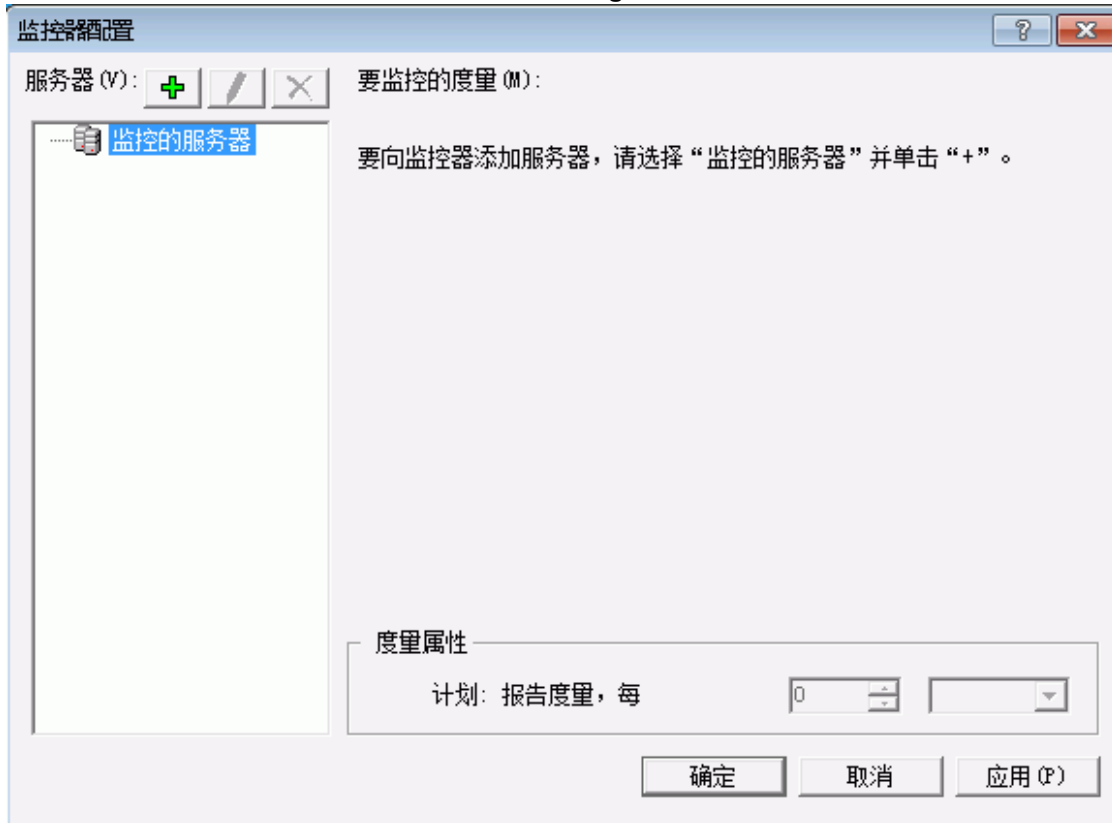 监控器配置
服务器(V):
要监控的度量(M):
监控的服务器
要向监控器添加服务器，请选择“监控的服务器”并单击“+”。
度量属性
计划: 报告度量，每
0
确定
取消
应用(P)